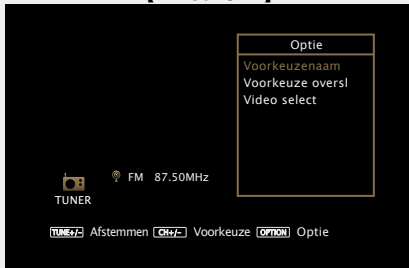 Optie
Voorkeuzenaam
Voorkeuze oversl
Video select
FM 87.50MHz
TUNER
TUNE+/- Afstemmen CH+/- Voorkeuze OPTION Optie